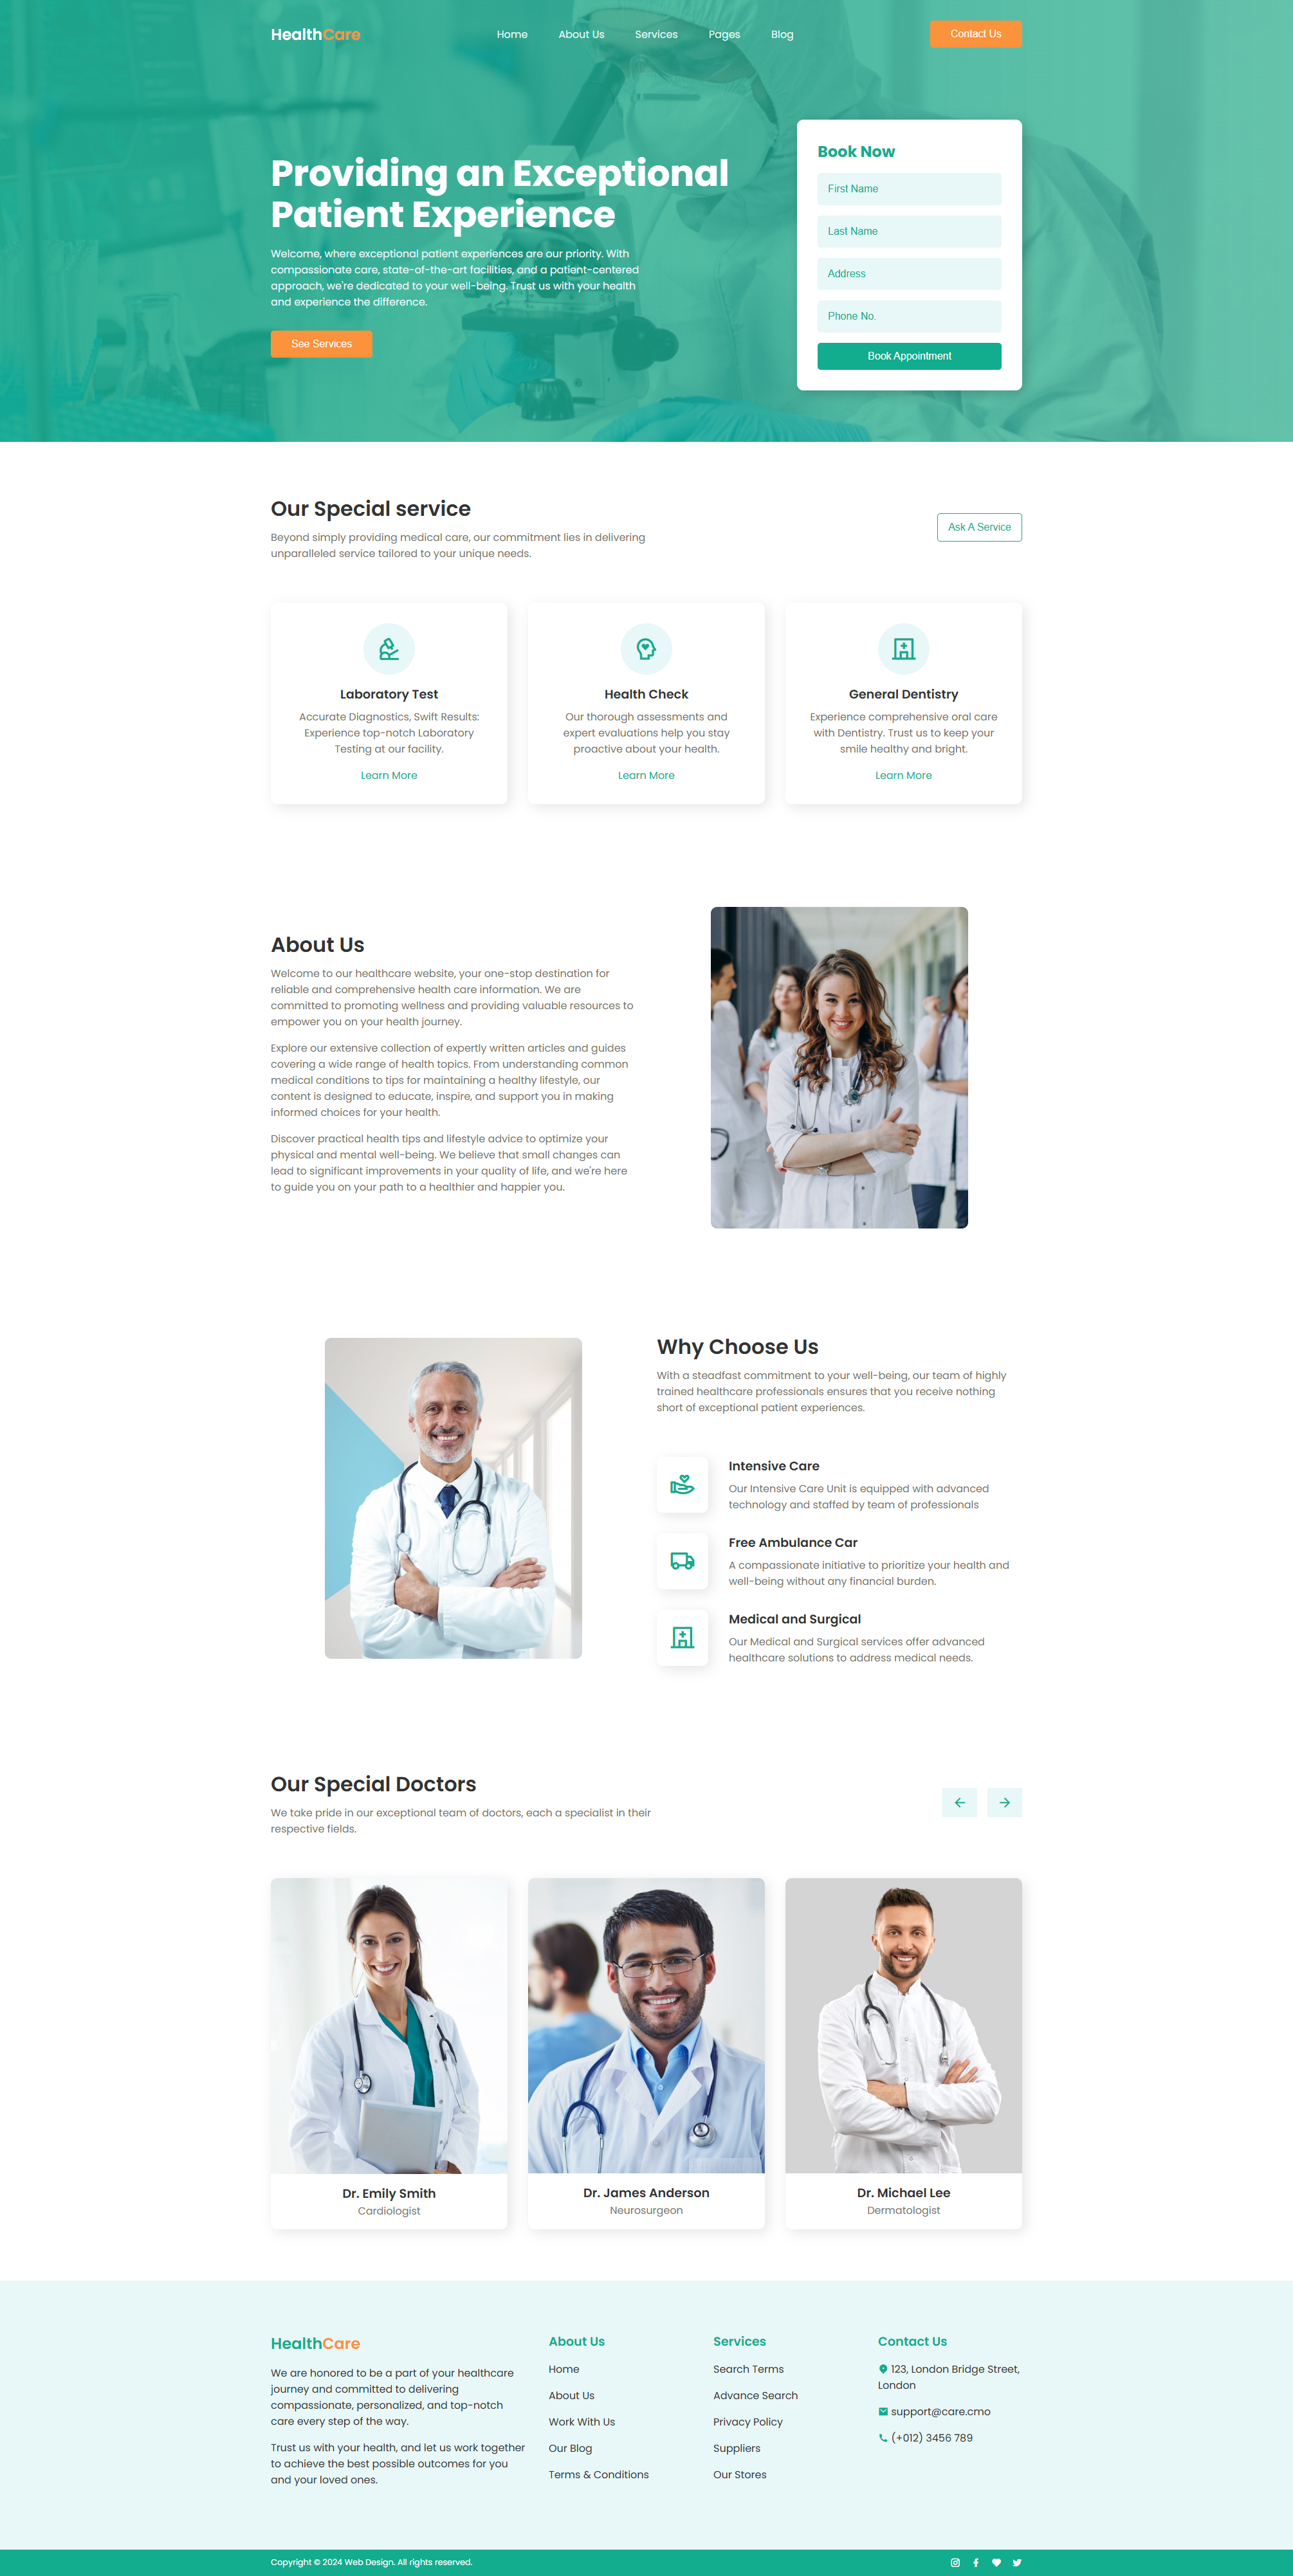 HealthCare
Home
About Us
Services
Pages
Blog
Contact Us
Providing an Exceptional
Patient Experience
Welcome, where exceptional patient experiences are our priority. With
compassionate care, state-of-the-art facilities, and a patient-centered
approach, we're dedicated to your well-being. Trust us with your health
and experience the difference.
See Services
Book Now
First Name
Last Name
Address
Phone No.
Book Appointment
Our Special service
Beyond simply providing medical care, our commitment lies in delivering
unparalleled service tailored to your unique needs.
Ask A Service
Laboratory Test
Accurate Diagnostics, Swift Results:
Experience top-notch Laboratory
Testing at our facility.
Learn More
Health Check
Our thorough assessments and
expert evaluations help you stay
proactive about your health.
Learn More
General Dentistry
Experience comprehensive oral care
with Dentistry. Trust us to keep your
smile healthy and bright.
Learn More
About Us
Welcome to our healthcare website, your one-stop destination for
reliable and comprehensive health care information. We are
committed to promoting wellness and providing valuable resources to
empower you on your health journey.
Explore our extensive collection of expertly written articles and guides
covering a wide range of health topics. From understanding common
medical conditions to tips for maintaining a healthy lifestyle, our
content is designed to educate, inspire, and support you in making
informed choices for your health.
Discover practical health tips and lifestyle advice to optimize your
physical and mental well-being. We believe that small changes can
lead to significant improvements in your quality of life, and we're here
to guide you on your path to a healthier and happier you.
Why Choose Us
With a steadfast commitment to your well-being, our team of highly
trained healthcare professionals ensures that you receive nothing
short of exceptional patient experiences.
Intensive Care
Our Intensive Care Unit is equipped with advanced
technology and staffed by team of professionals
Free Ambulance Car
A compassionate initiative to prioritize your health and
well-being without any financial burden.
Medical and Surgical
Our Medical and Surgical services offer advanced
healthcare solutions to address medical needs.
Our Special Doctors
We take pride in our exceptional team of doctors, each a specialist in their
respective fields.
Dr. Emily Smith
Cardiologist
Dr. James Anderson
Neurosurgeon
Dr. Michael Lee
Dermatologist
HealthCare
We are honored to be a part of your healthcare
journey and committed to delivering
compassionate, personalized, and top-notch
care every step of the way.
Trust us with your health, and let us work together
to achieve the best possible outcomes for you
and your loved ones.
About Us
Home
About Us
Work With Us
Our Blog
Terms & Conditions
Services
Search Terms
Advance Search
Privacy Policy
Suppliers
Our Stores
Contact Us
123, London Bridge Street,
London
support@care.cmo
(+012) 3456 789
Copyright © 2024 Web Design. All rights reserved.